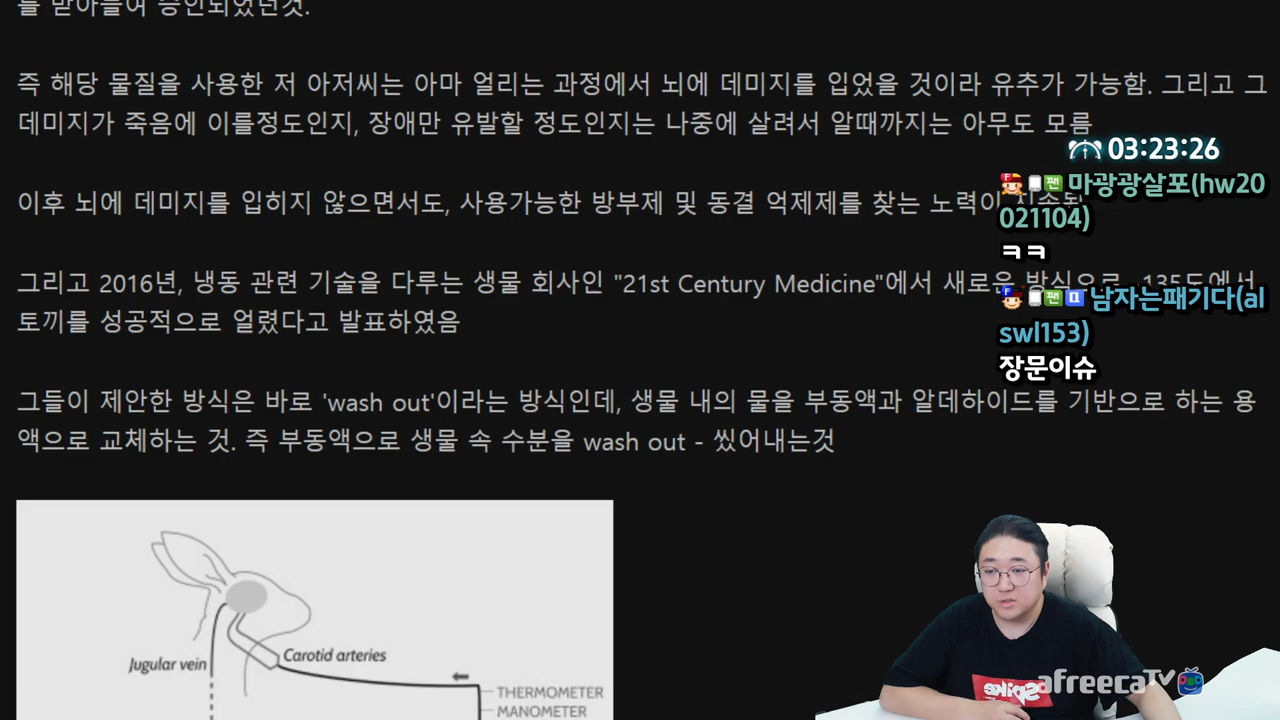 를 받아들여 승인되었던것.
즉 해당 물질을 사용한 저 아저씨는 아마 얼리는 과정에서 뇌에 데미지를 입었을 것이라 유추가 가능함. 그리고 그
데미지가 죽음에 이를정도인지, 장애만 유발할 정도인지는 나중에 살려서 알때까지는 아무도 모름
03:23:26
팬 마광광살포(hw20
021104)
ㅋㅋ
이후 뇌에 데미지를 입히지 않으면서도, 사용가능한 방부제 및 동결 억제제를 찾는 노력이
그리고 2016년, 냉동 관련 기술을 다루는 생물 회사인 "21st Century Medicine"에서 새로운 방식으로 -135도에서
토끼를 성공적으로 얼렸다고 발표하였음
F 팬 남자는패기다(al
swl153)
장문이슈
그들이 제안한 방식은 바로 'wash out'이라는 방식인데, 생물 내의 물을 부동액과 알데하이드를 기반으로 하는 용
액으로 교체하는 것. 즉 부동액으로 생물 속 수분을 wash out - 씼어내는것
Jugular vein
Carotid arteries
THERMOMETER
MANOMETER
Spike
afreecaTV